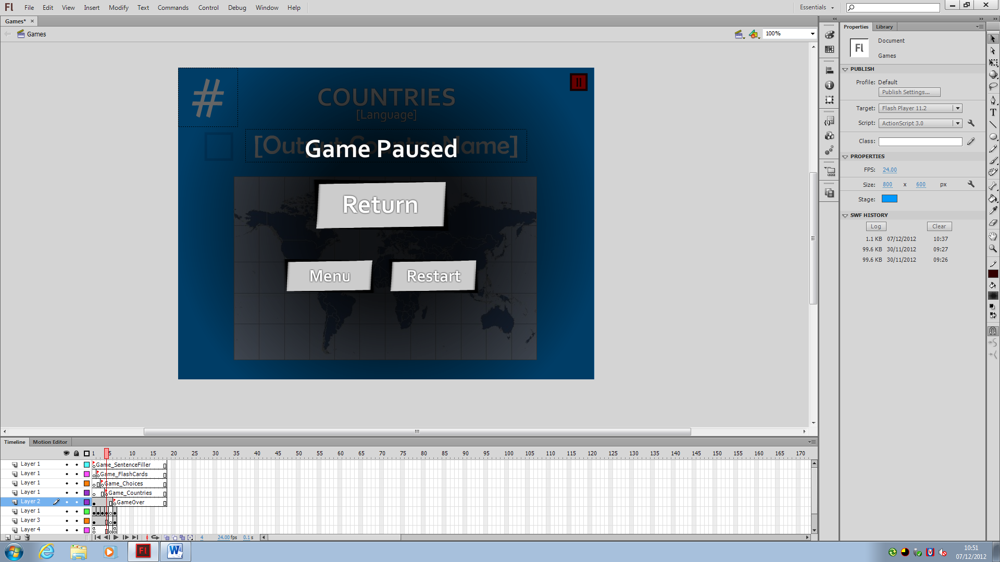 Fl File Edit View Insert Modify Text Commands Control Debug Window Help Essentials
Games* ×
Games 100%
#
COUNTRIES
[Language]
Game Paused
Return
Menu Restart
Properties Library
Fl Document
Games
PUBLISH
Profile: Default
Publish Settings...
Target: Flash Player 11.2
Script: ActionScript 3.0
Class:
PROPERTIES
FPS: 24.00
Size: 800 x 600 px
Stage:
SWF HISTORY
Log Clear
1.1 KB 07/12/2012 10:37
99.6 KB 30/11/2012 09:27
99.6 KB 30/11/2012 09:26
Timeline Motion Editor
1 5 10 15 20 25 30 35 40 45 50 55 60 65 70 75 80 85 90 95 100 105 110 115 120 125 130 135 140 145 150 155 160 165 170
Layer 1 Game_SentenceFiller
Layer 1 Game_FlashCards
Layer 1 Game_Choices
Layer 1 Game_Countries
Layer 2 GameOver
Layer 1
Layer 3
Layer 4
4 24.00 fps 0.1 s
Fl W 10:51
07/12/2012